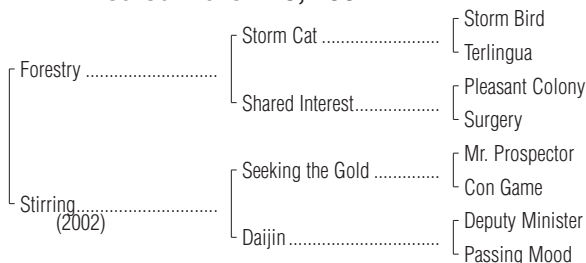 Storm Bird
Storm Cat ........................
Terlingua
Forestry ...........................
Pleasant Colony
Shared Interest.................
Surgery
Mr. Prospector
Seeking the Gold ..............
Con Game
Stirring.............................
(2002)
Deputy Minister
Daijin ...............................
Passing Mood